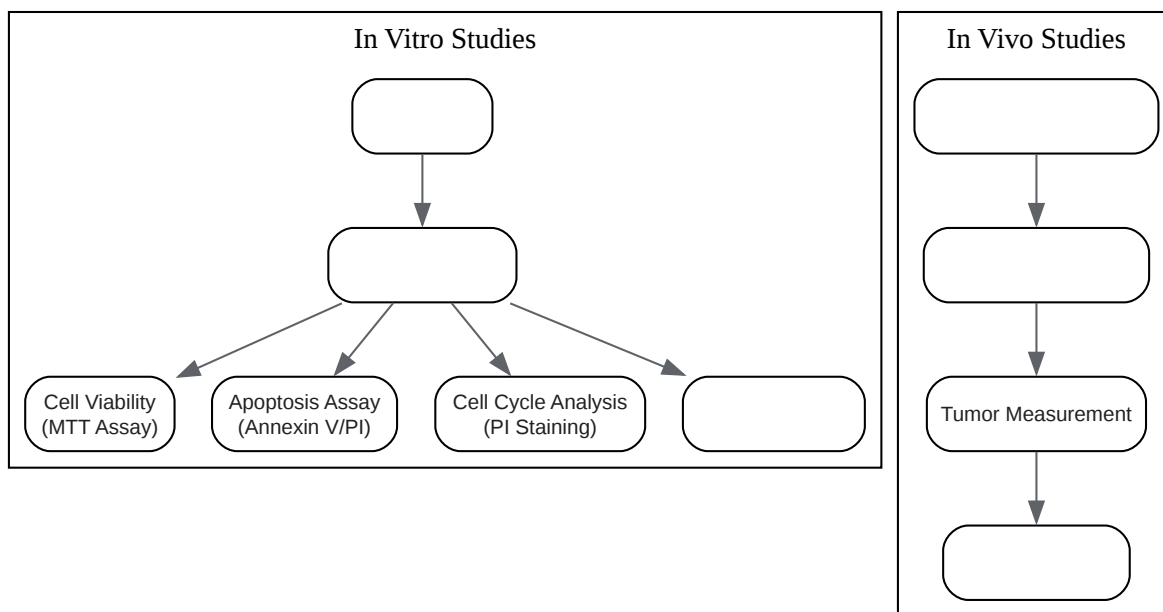 In Vitro Studies
In Vivo Studies
Cell Viability
(MTT Assay)
Apoptosis Assay
(Annexin V/PI)
Cell Cycle Analysis
(PI Staining)
Tumor Measurement